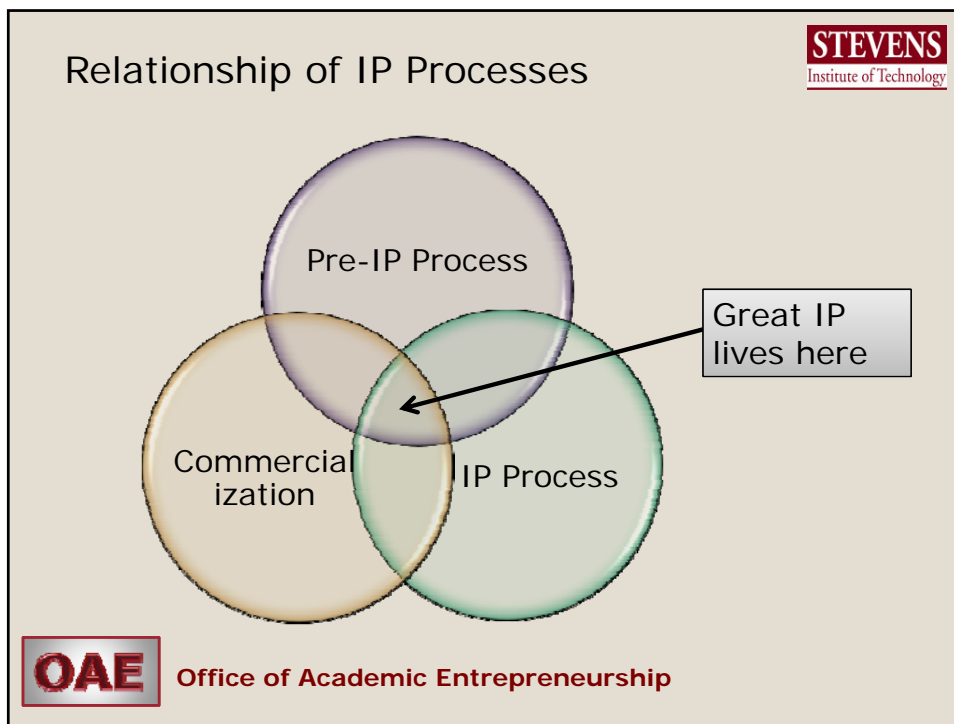 Relationship of IP Processes
STEVENS
Institute of Technology
Pre-IP Process
Great IP
lives here
Commercial
ization
IP Process
OAE
Office of Academic Entrepreneurship